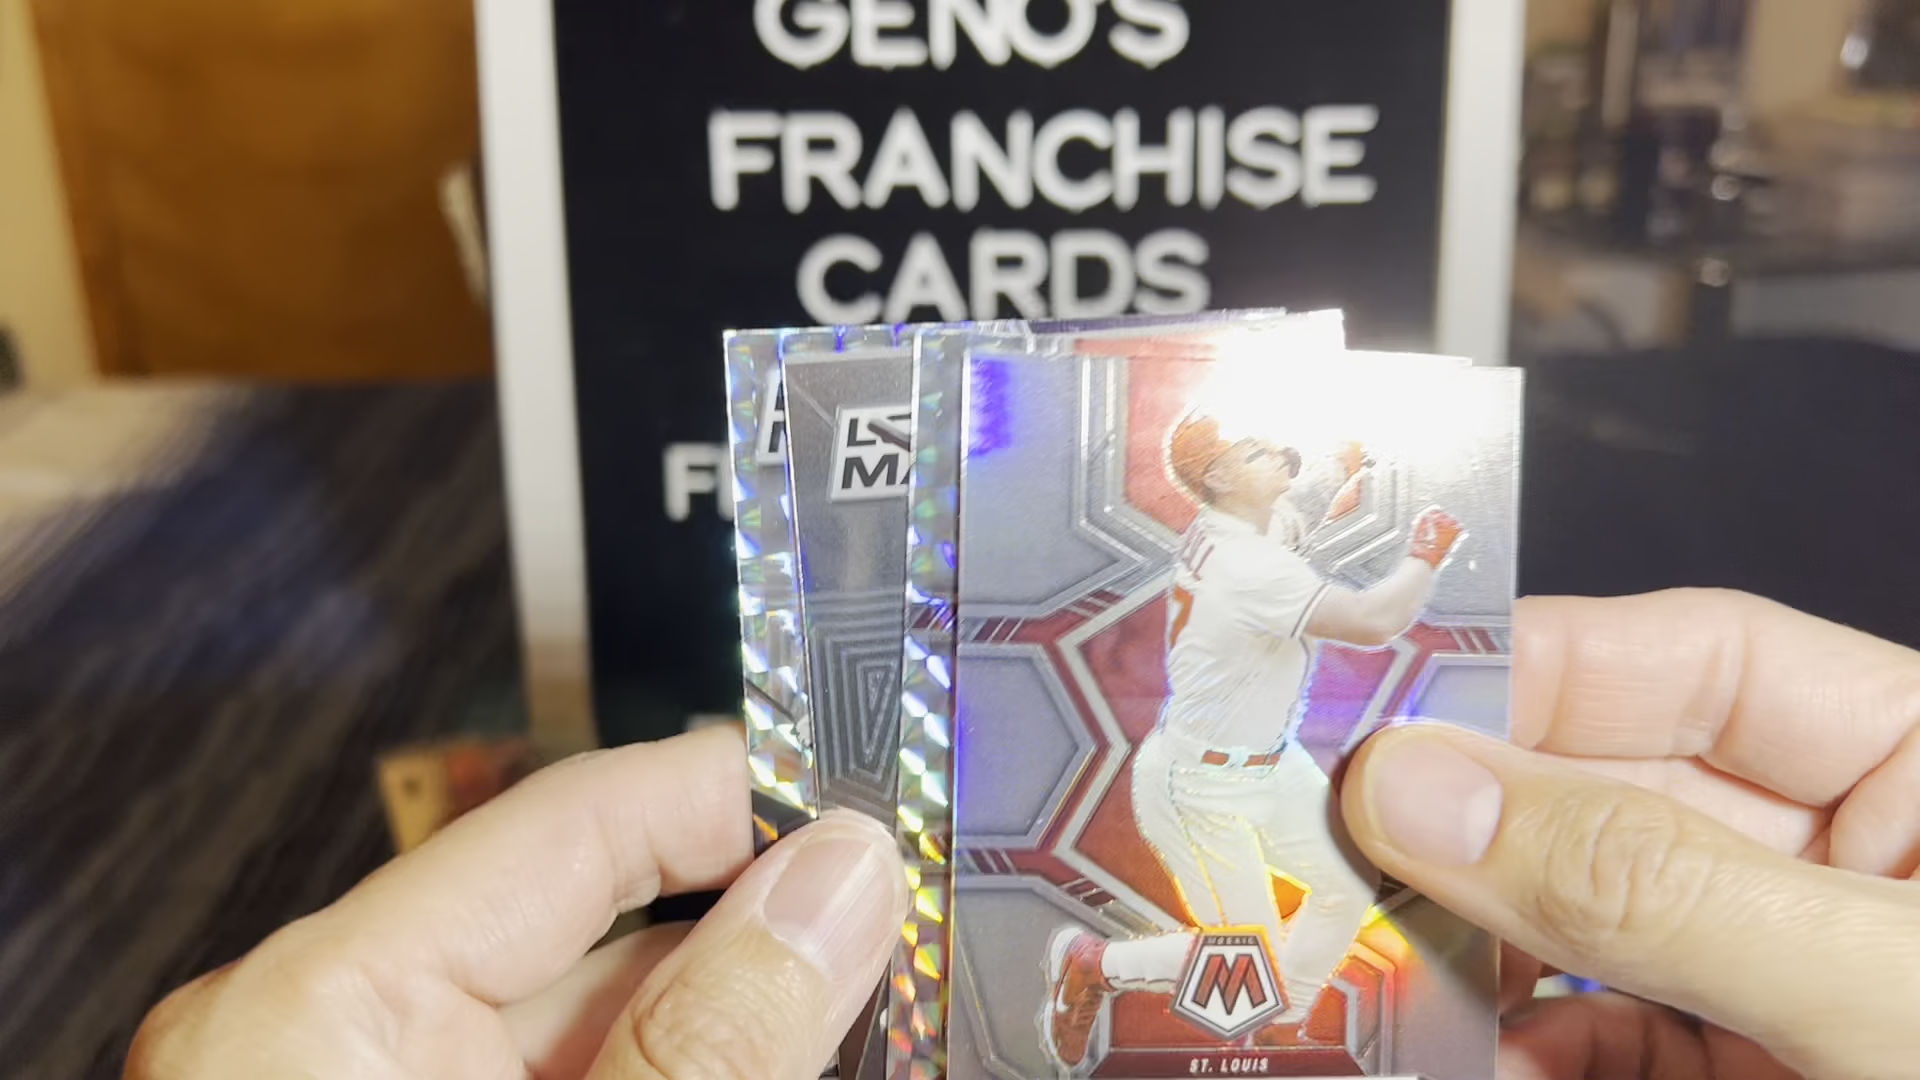 GENO'S
FRANCHISE
CARDS
MOSAIC
M
ST. LOUIS